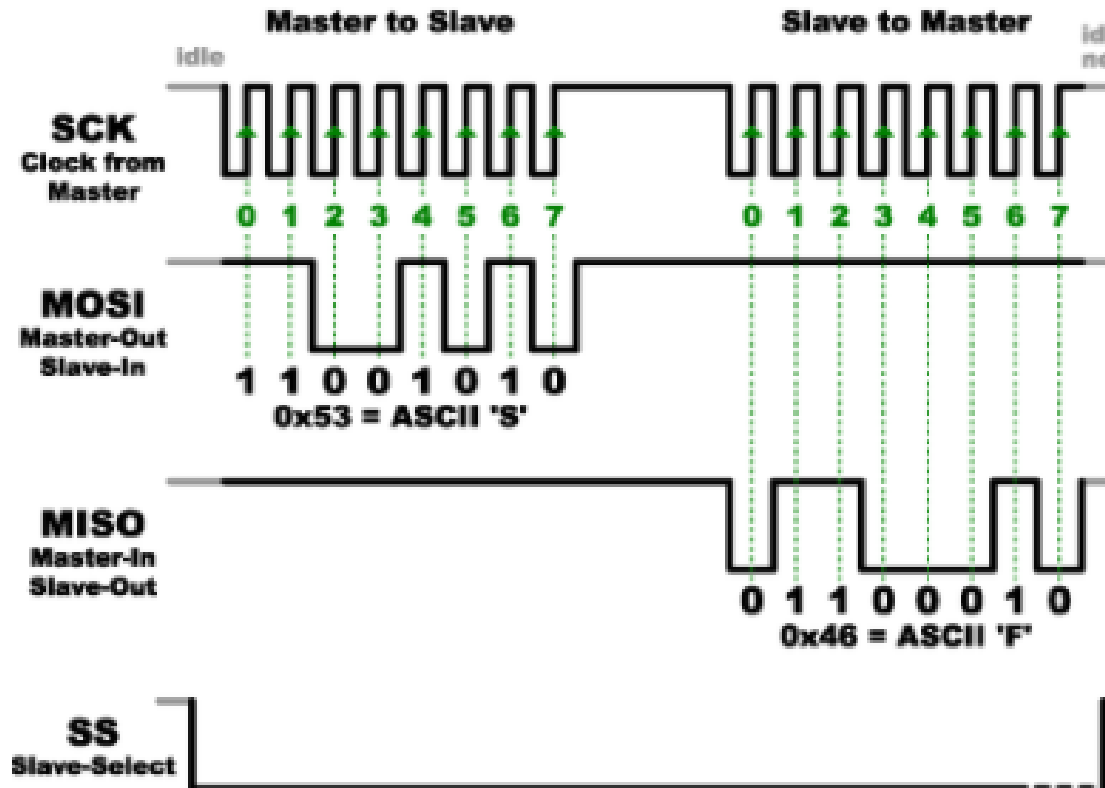 Master to Slave
Slave to Master
idle
SCK
Clock from
Master
0 1 2 3 4 5 6 7
0 1 2 3 4 5 6 7
MOSI
Master-Out
Slave-In
1 1 0 0 1 0 1 0
0x53 = ASCII 'S'
MISO
Master-In
Slave-Out
0 1 1 0 0 0 1 0
0x46 = ASCII 'F'
SS
Slave-Select